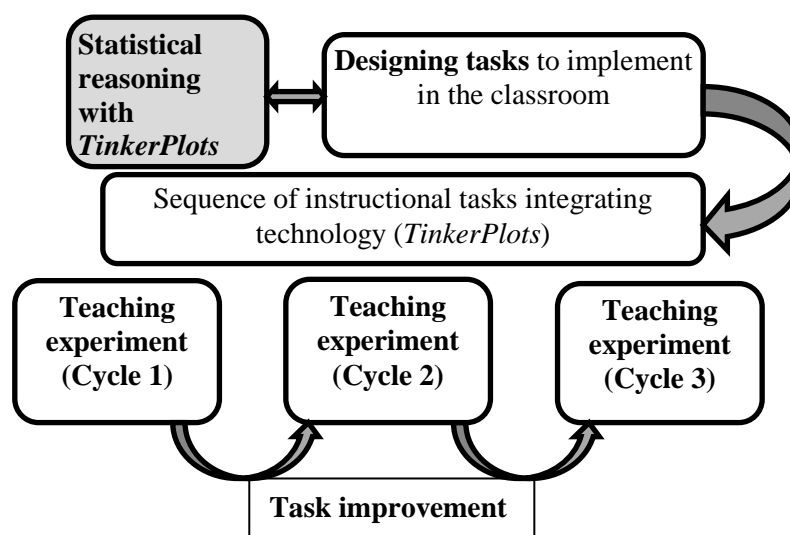 Statistical
reasoning
with
TinkerPlots
Designing tasks to implement
in the classroom
Sequence of instructional tasks integrating
technology (TinkerPlots)
Teaching
experiment
(Cycle 1)
Teaching
experiment
(Cycle 2)
Teaching
experiment
(Cycle 3)
Task improvement